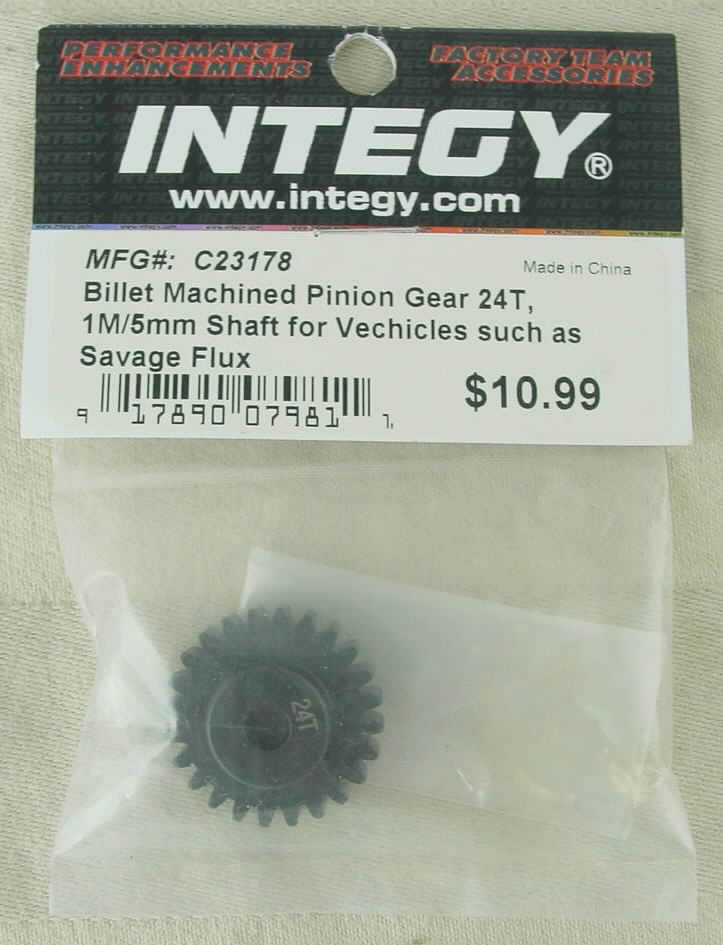 PERFORMANCE ENHANCEMENTS
FACTORY TEAM ACCESSORIES
INTEGY®
www.integy.com
MFG#: C23178
Made in China
Billet Machined Pinion Gear 24T,
1M/5mm Shaft for Vechicles such as
Savage Flux
$10.99
9 17890 07981 1,
24T